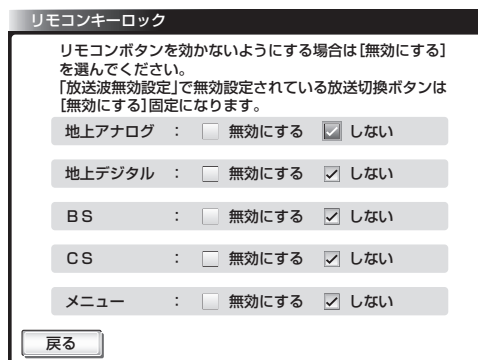 リモコンキーロック
リモコンボタンを効かないようにする場合は[無効にする]
を選んでください。
「放送波無効設定」で無効設定されている放送切換ボタンは
[無効にする]固定になります。
地上アナログ : 無効にする しない
地上デジタル : 無効にする しない
BS : 無効にする しない
CS : 無効にする しない
メニュー : 無効にする しない
戻る